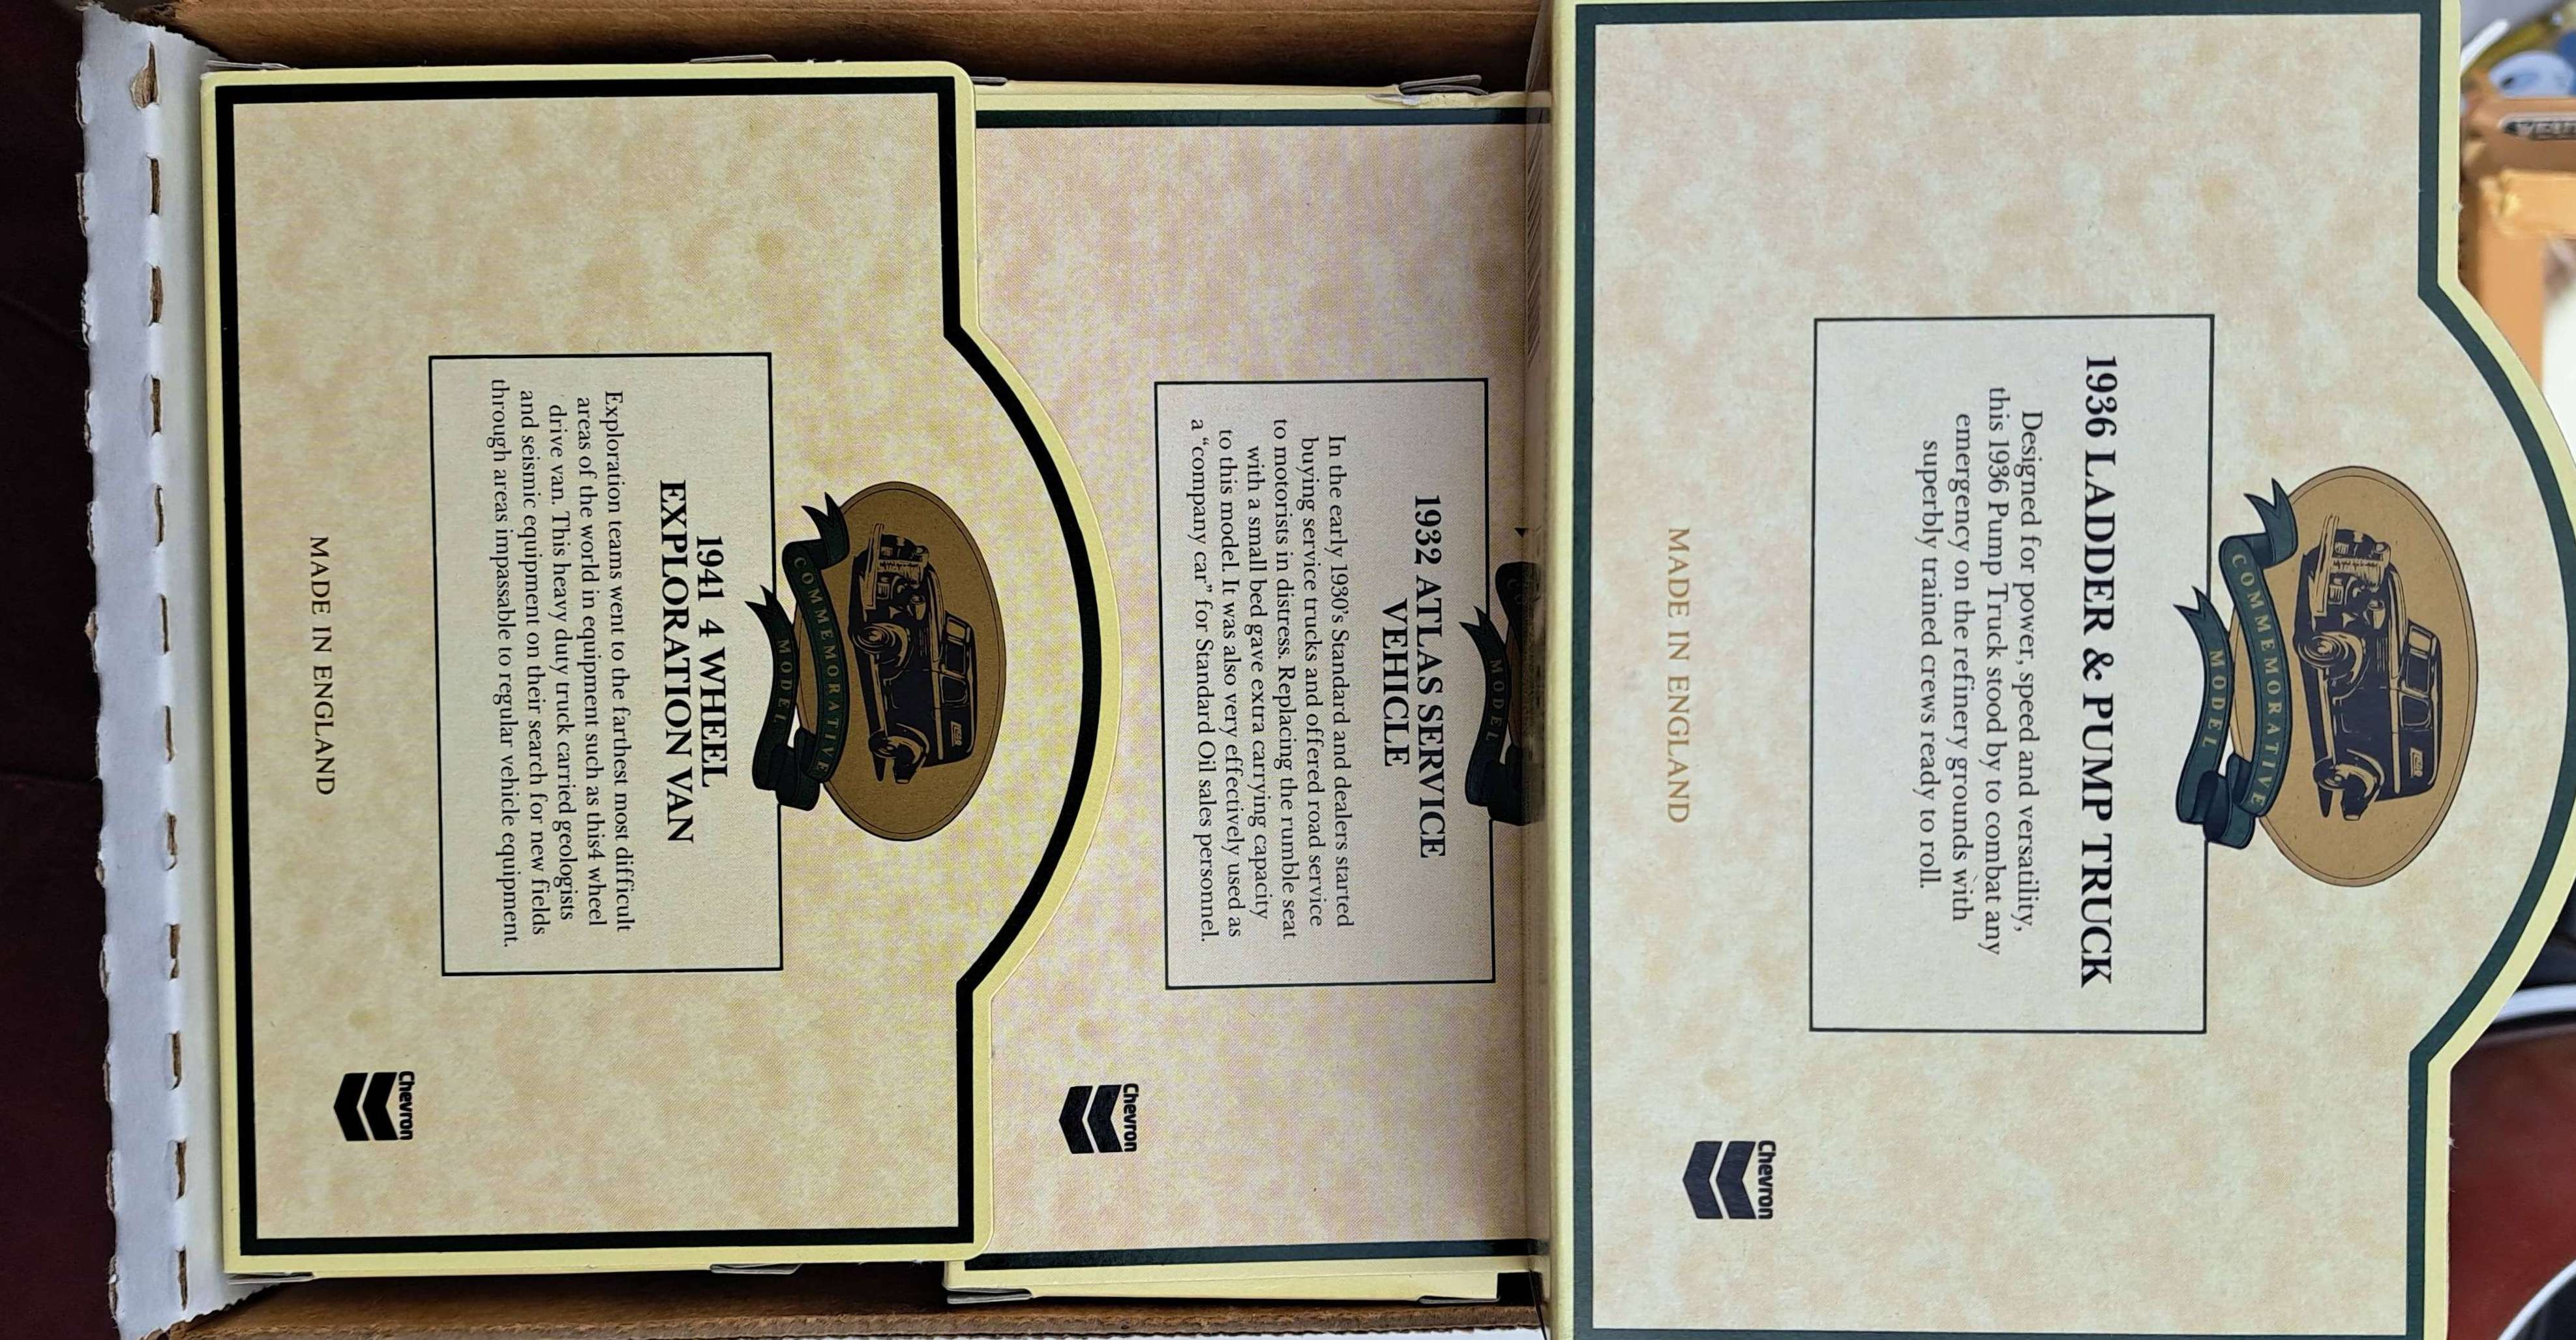 1936 LADDER & PUMP TRUCK
Designed for power, speed and versatility,
this 1936 Pump Truck stood by to combat any
emergency on the refinery grounds with
superbly trained crews ready to roll.
COMMEMORATIVE
MODEL
MADE IN ENGLAND
Chevron
MODEL
1932 ATLAS SERVICE
VEHICLE
In the early 1930's Standard and dealers started
buying service trucks and offered road service
to motorists in distress. Replacing the rumble seat
with a small bed gave extra carrying capacity
to this model. It was also very effectively used as
a "company car" for Standard Oil sales personnel.
Chevron
COMMEMORATIVE
MODEL
1941 4 WHEEL
EXPLORATION VAN
Exploration teams went to the farthest most difficult
areas of the world in equipment such as this4 wheel
drive van. This heavy duty truck carried geologists
and seismic equipment on their search for new fields
through areas impassable to regular vehicle equipment.
MADE IN ENGLAND
Chevron